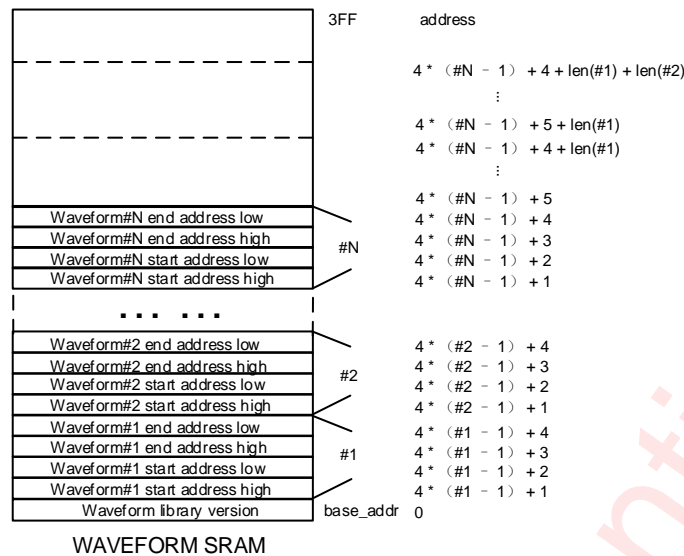 3FF address
4 * （#N - 1） + 4 + len(#1) + len(#2)
⋮
4 * （#N - 1） + 5 + len(#1)
4 * （#N - 1） + 4 + len(#1)
⋮
4 * （#N - 1） + 5
Waveform#N end address low 4 * （#N - 1） + 4
Waveform#N end address high #N 4 * （#N - 1） + 3
Waveform#N start address low 4 * （#N - 1） + 2
Waveform#N start address high 4 * （#N - 1） + 1
... ...
Waveform#2 end address low 4 * （#2 - 1） + 4
Waveform#2 end address high 4 * （#2 - 1） + 3
Waveform#2 start address low #2 4 * （#2 - 1） + 2
Waveform#2 start address high 4 * （#2 - 1） + 1
Waveform#1 end address low 4 * （#1 - 1） + 4
Waveform#1 end address high #1 4 * （#1 - 1） + 3
Waveform#1 start address low 4 * （#1 - 1） + 2
Waveform#1 start address high 4 * （#1 - 1） + 1
Waveform library version base_addr 0
WAVEFORM SRAM